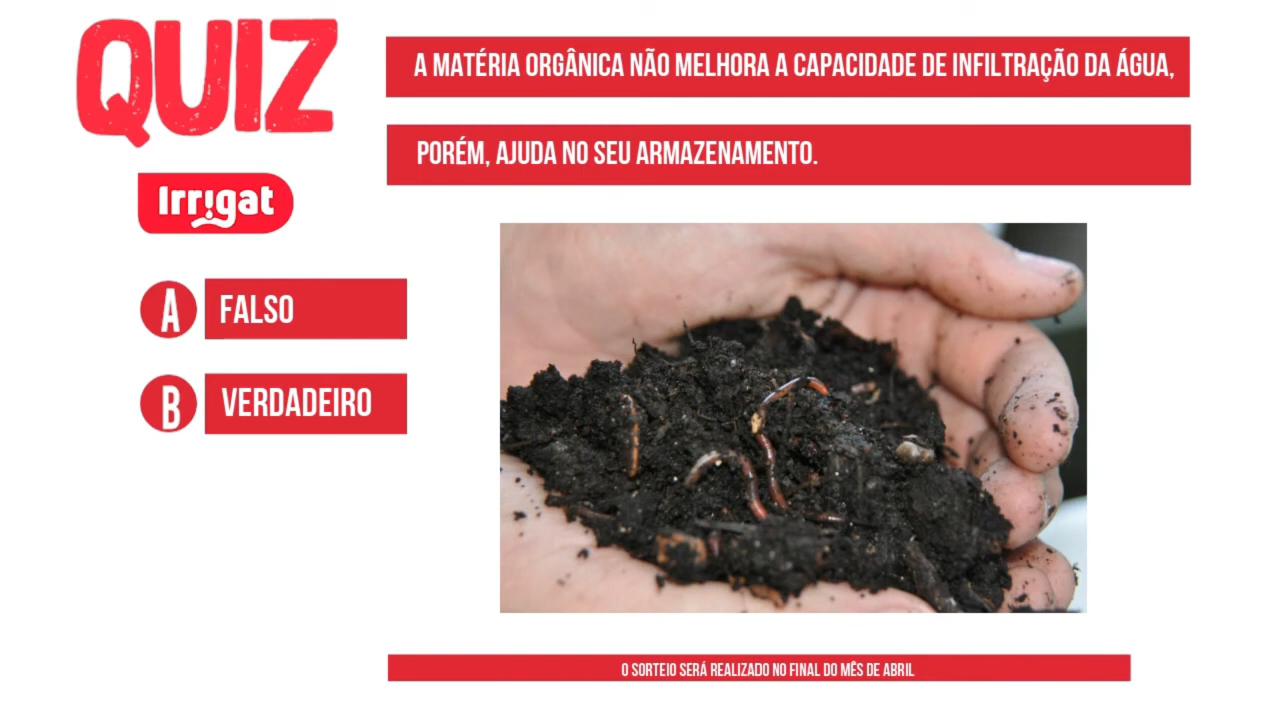 QUIZ
Irrigat
A MATÉRIA ORGÂNICA NÃO MELHORA A CAPACIDADE DE INFILTRAÇÃO DA ÁGUA,
PORÉM, AJUDA NO SEU ARMAZENAMENTO.
A FALSO
B VERDADEIRO
O SORTEIO SERÁ REALIZADO NO FINAL DO MÊS DE ABRIL